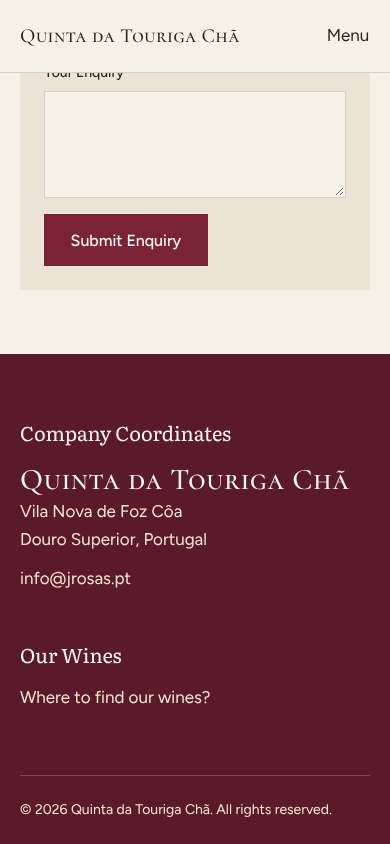 Quinta da Touriga Chã
Menu
Your Enquiry
Submit Enquiry
Company Coordinates
Quinta da Touriga Chã
Vila Nova de Foz Côa
Douro Superior, Portugal
info@jrosas.pt
Our Wines
Where to find our wines?
© 2026 Quinta da Touriga Chã. All rights reserved.